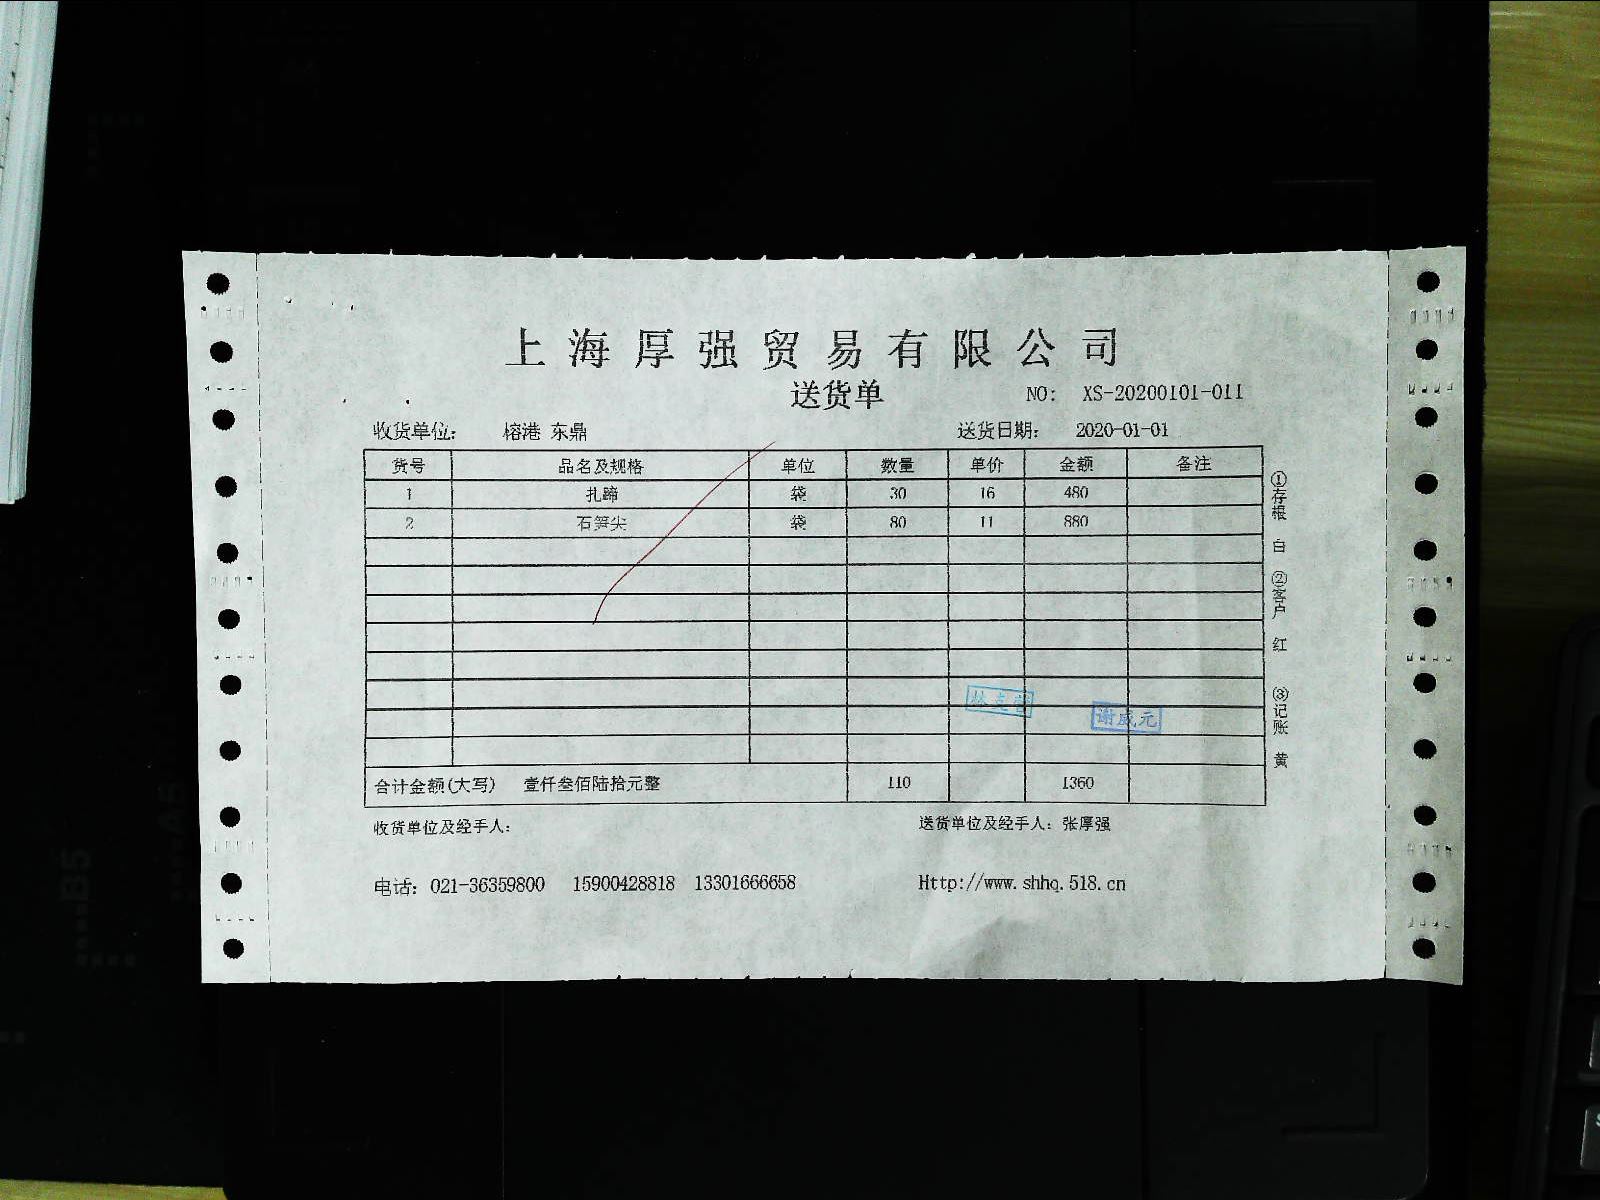 上海厚强贸易有限公司
送货单 NO: XS-20200101-011
收货单位: 榕港 东鼎 送货日期: 2020-01-01
货号 品名及规格 单位 数量 单价 金额 备注
1 扎蹄 袋 30 16 480
2 石笋尖 袋 80 11 880
合计金额(大写) 壹仟叁佰陆拾元整 110 1360
收货单位及经手人: 送货单位及经手人: 张厚强
电话: 021-36359800 15900428818 13301666658 Http://www.shhq.518.cn
①存根 白 ②客户 红 ③记账 黄
谢威元
B5
A5